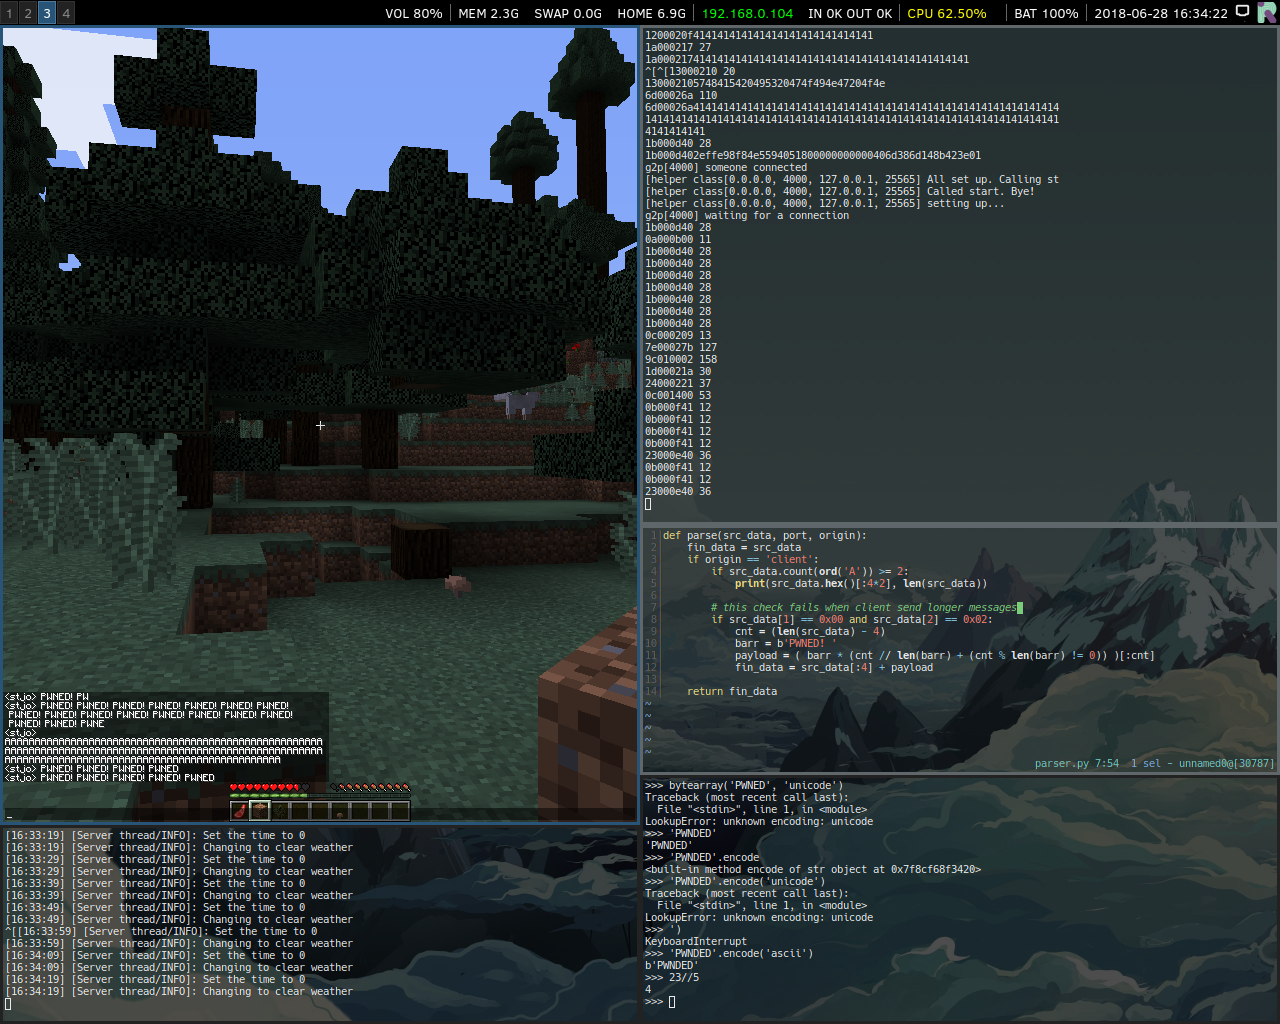 1 2 3 4 VOL 80% MEM 2.3G SWAP 0.0G HOME 6.9G 192.168.0.104 IN 0K OUT 0K CPU 62.50% BAT 100% 2018-06-28 16:34:22
<stjo> PWNED! PW
<stjo> PWNED! PWNED! PWNED! PWNED! PWNED! PWNED! PWNED!
PWNED! PWNED! PWNED! PWNED! PWNED! PWNED! PWNED! PWNED!
PWNED! PWNED! PWNE
<stjo>
<stjo> PWNED! PWNED! PWNED! PWNED
<stjo> PWNED! PWNED! PWNED! PWNED! PWNED
_
[16:33:19] [Server thread/INFO]: Set the time to 0
[16:33:19] [Server thread/INFO]: Changing to clear weather
[16:33:29] [Server thread/INFO]: Set the time to 0
[16:33:29] [Server thread/INFO]: Changing to clear weather
[16:33:39] [Server thread/INFO]: Set the time to 0
[16:33:39] [Server thread/INFO]: Changing to clear weather
[16:33:49] [Server thread/INFO]: Set the time to 0
[16:33:49] [Server thread/INFO]: Changing to clear weather
^[[16:33:59] [Server thread/INFO]: Set the time to 0
[16:33:59] [Server thread/INFO]: Changing to clear weather
[16:34:09] [Server thread/INFO]: Set the time to 0
[16:34:09] [Server thread/INFO]: Changing to clear weather
[16:34:19] [Server thread/INFO]: Set the time to 0
[16:34:19] [Server thread/INFO]: Changing to clear weather
1200020f414141414141414141414141414141
1a000217 27
1a0002174141414141414141414141414141414141414141414141
^[^[13000210 20
1300021057484154204953204​74f494e47204f4e
6d00026a 110
1b000d40 28
1b000d402effe98f84e5594051800000000000406d386d148b423e01
g2p[4000] someone connected
[helper class[0.0.0.0, 4000, 127.0.0.1, 25565] All set up. Calling st
[helper class[0.0.0.0, 4000, 127.0.0.1, 25565] Called start. Bye!
[helper class[0.0.0.0, 4000, 127.0.0.1, 25565] setting up...
g2p[4000] waiting for a connection
1b000d40 28
0a000b00 11
1b000d40 28
1b000d40 28
1b000d40 28
1b000d40 28
1b000d40 28
1b000d40 28
1b000d40 28
0c000209 13
7e00027b 127
9c010002 158
1d00021a 30
24000221 37
0c001400 53
0b000f41 12
0b000f41 12
0b000f41 12
0b000f41 12
23000e40 36
0b000f41 12
0b000f41 12
23000e40 36
1 def parse(src_data, port, origin):
2 fin_data = src_data
3 if origin == 'client':
4 if src_data.count(ord('A')) >= 2:
5 print(src_data.hex()[:4*2], len(src_data))
6
7 # this check fails when client send longer messages
8 if src_data[1] == 0x00 and src_data[2] == 0x02:
9 cnt = (len(src_data) - 4)
10 barr = b'PWNED! '
11 payload = ( barr * (cnt // len(barr) + (cnt % len(barr) != 0)) )[:cnt]
12 fin_data = src_data[:4] + payload
13
14 return fin_data
~
~
~
~
~
parser.py 7:54 1 sel - unnamed0@[30787]
>>> bytearray('PWNED', 'unicode')
Traceback (most recent call last):
File "<stdin>", line 1, in <module>
LookupError: unknown encoding: unicode
>>> 'PWNDED'
'PWNDED'
>>> 'PWNDED'.encode
<built-in method encode of str object at 0x7f8cf68f3420>
>>> 'PWNDED'.encode('unicode')
Traceback (most recent call last):
File "<stdin>", line 1, in <module>
LookupError: unknown encoding: unicode
>>> ')
KeyboardInterrupt
>>> 'PWNDED'.encode('ascii')
b'PWNDED'
>>> 23//5
4
>>>